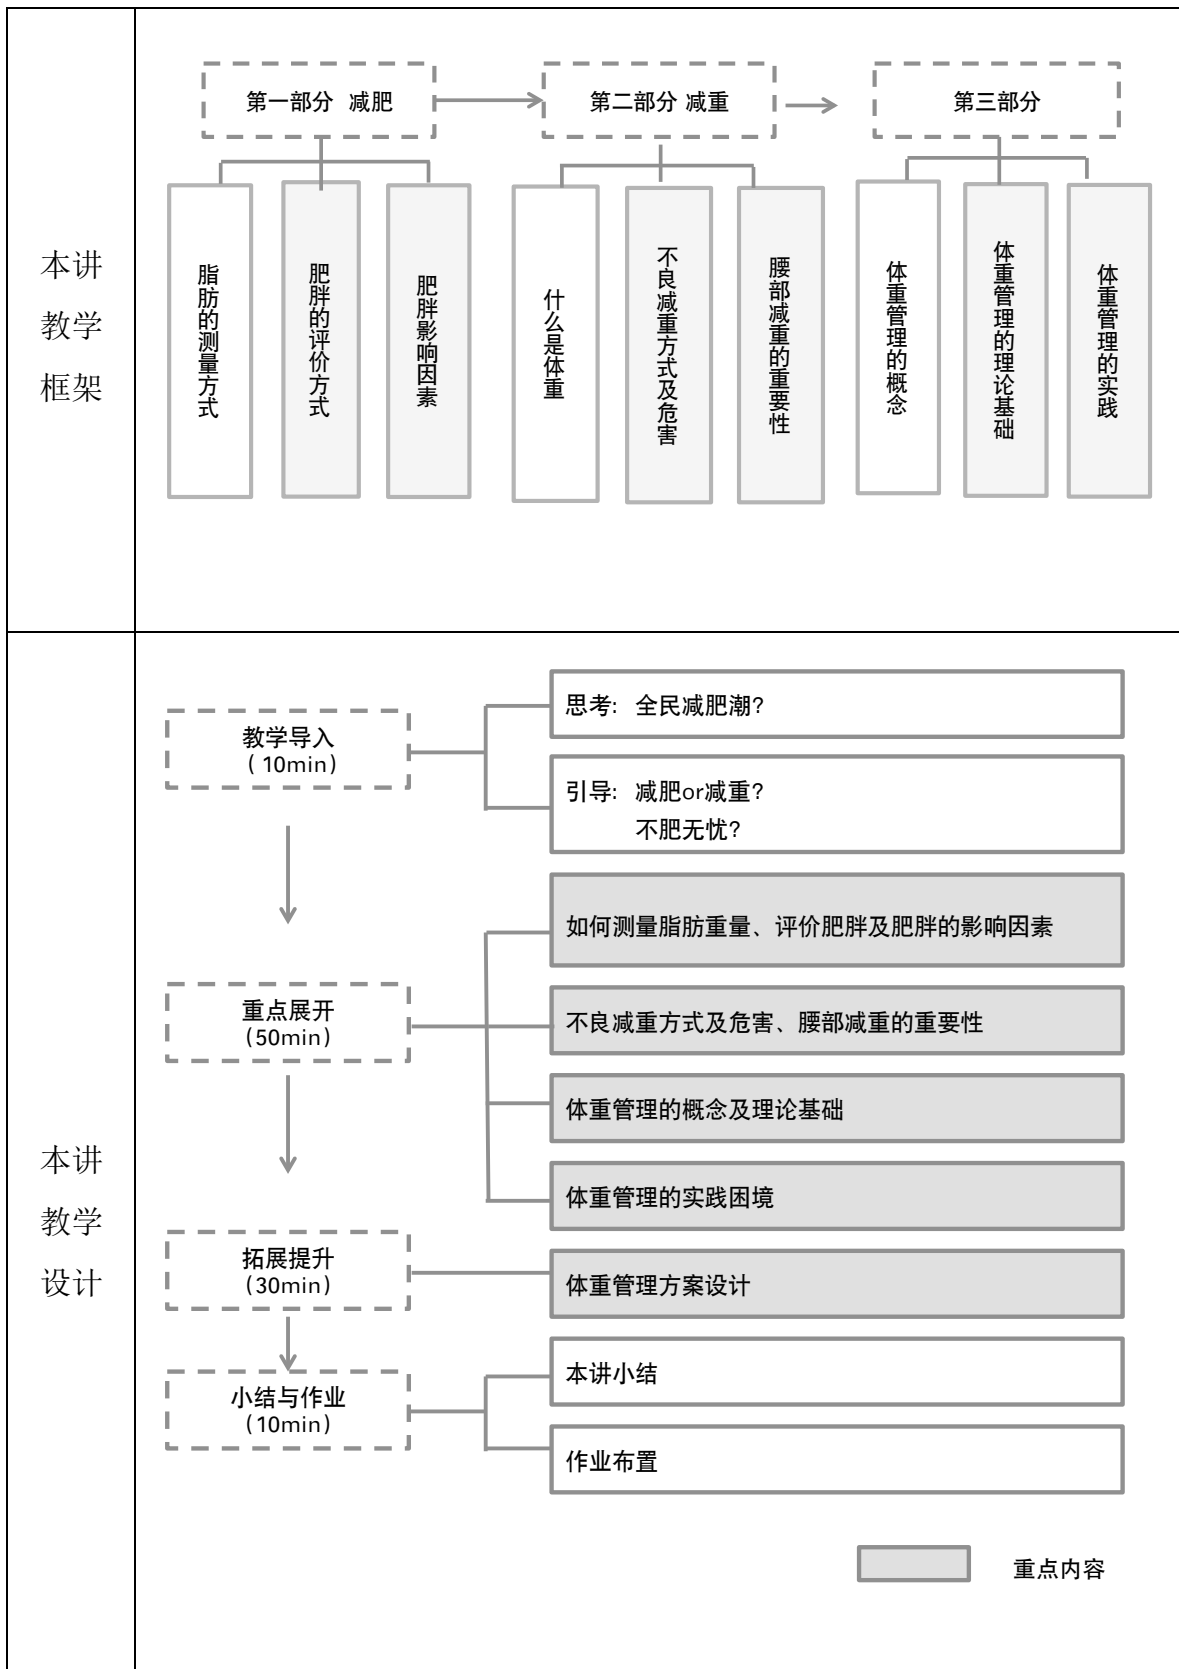 本讲
教学
框架
第一部分 减肥
第二部分 减重
第三部分
脂肪的测量方式
肥胖的评价方式
肥胖影响因素
什么是体重
不良减重方式及危害
腰部减重的重要性
体重管理的概念
体重管理的理论基础
体重管理的实践
本讲
教学
设计
教学导入
(10min)
思考: 全民减肥潮?
引导: 减肥or减重?
不肥无忧?
重点展开
(50min)
如何测量脂肪重量、评价肥胖及肥胖的影响因素
不良减重方式及危害、腰部减重的重要性
体重管理的概念及理论基础
体重管理的实践困境
拓展提升
(30min)
体重管理方案设计
小结与作业
(10min)
本讲小结
作业布置
重点内容